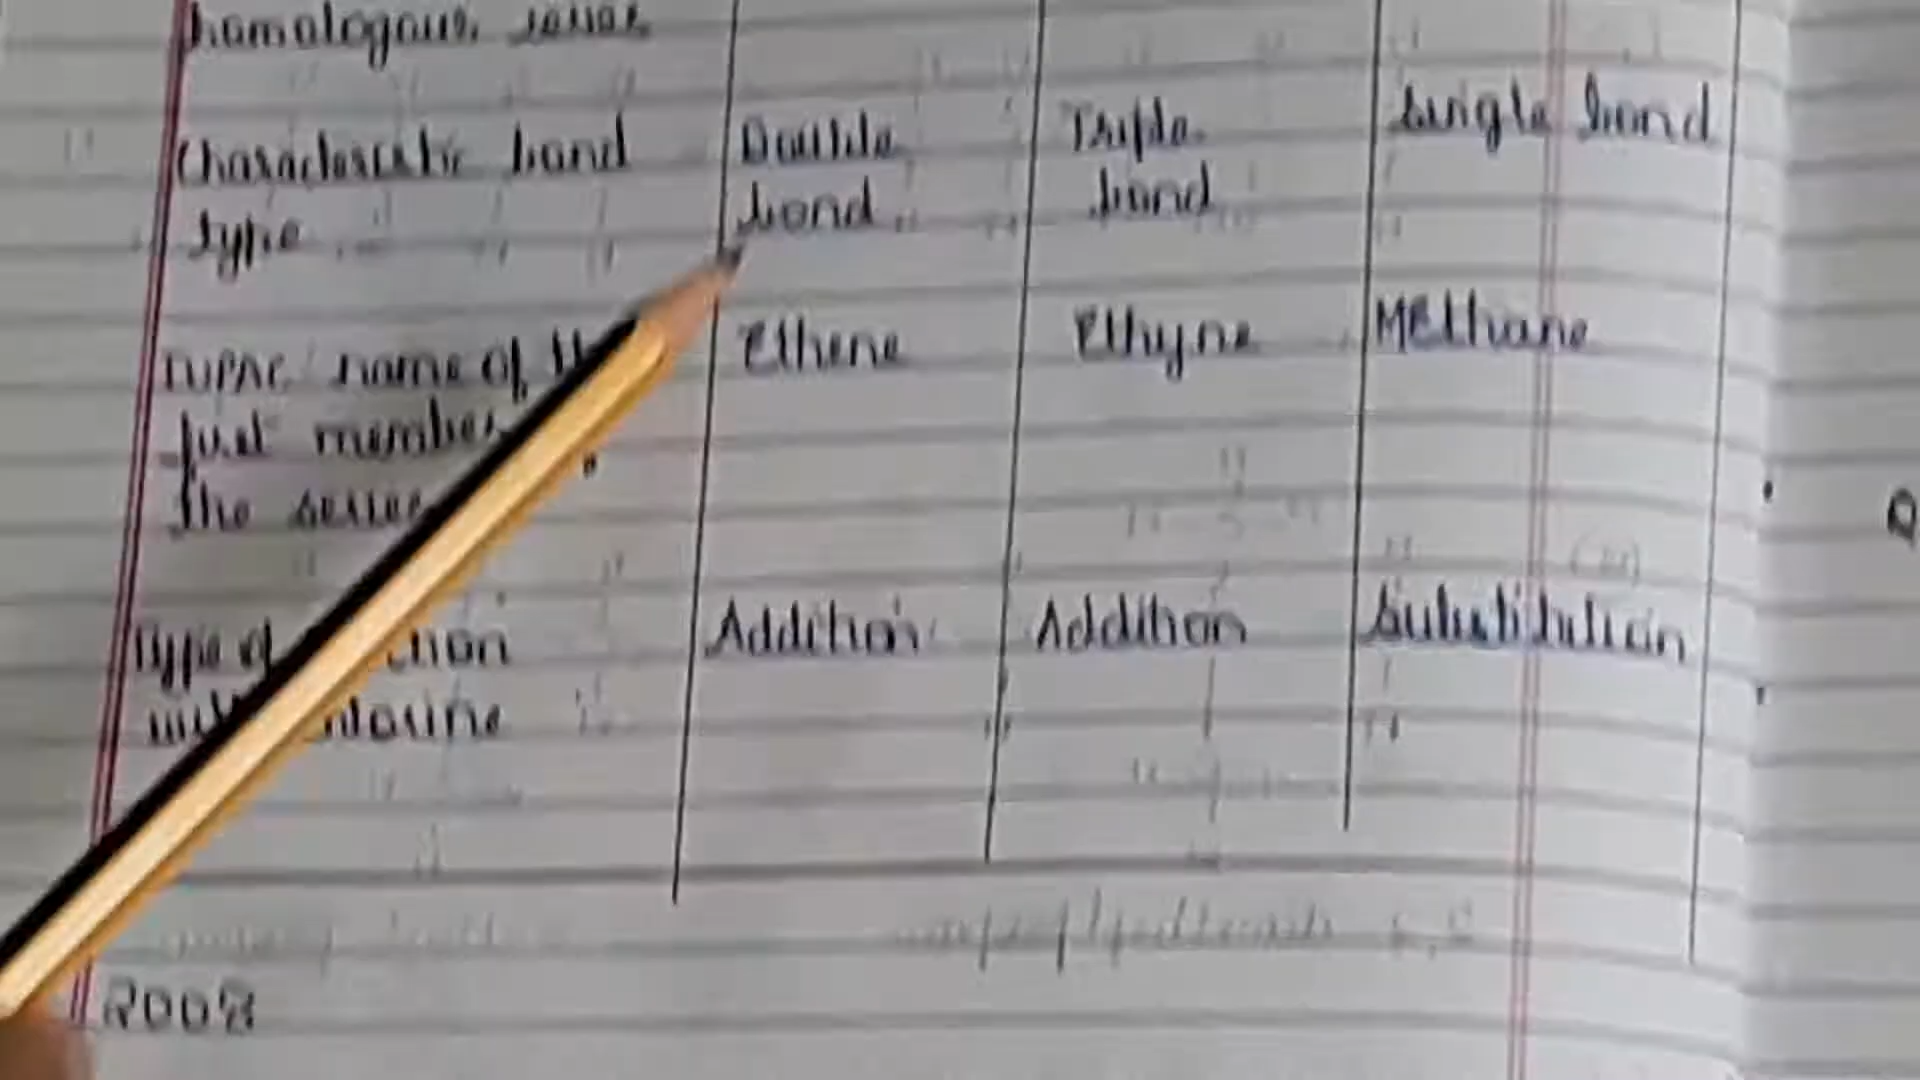 homologous series
Characteristic bond Double Triple Single bond
type bond bond
IUPAC name of Ethene Ethyne Methane
first member
the series
Type of Addition Addition Substitution
2008